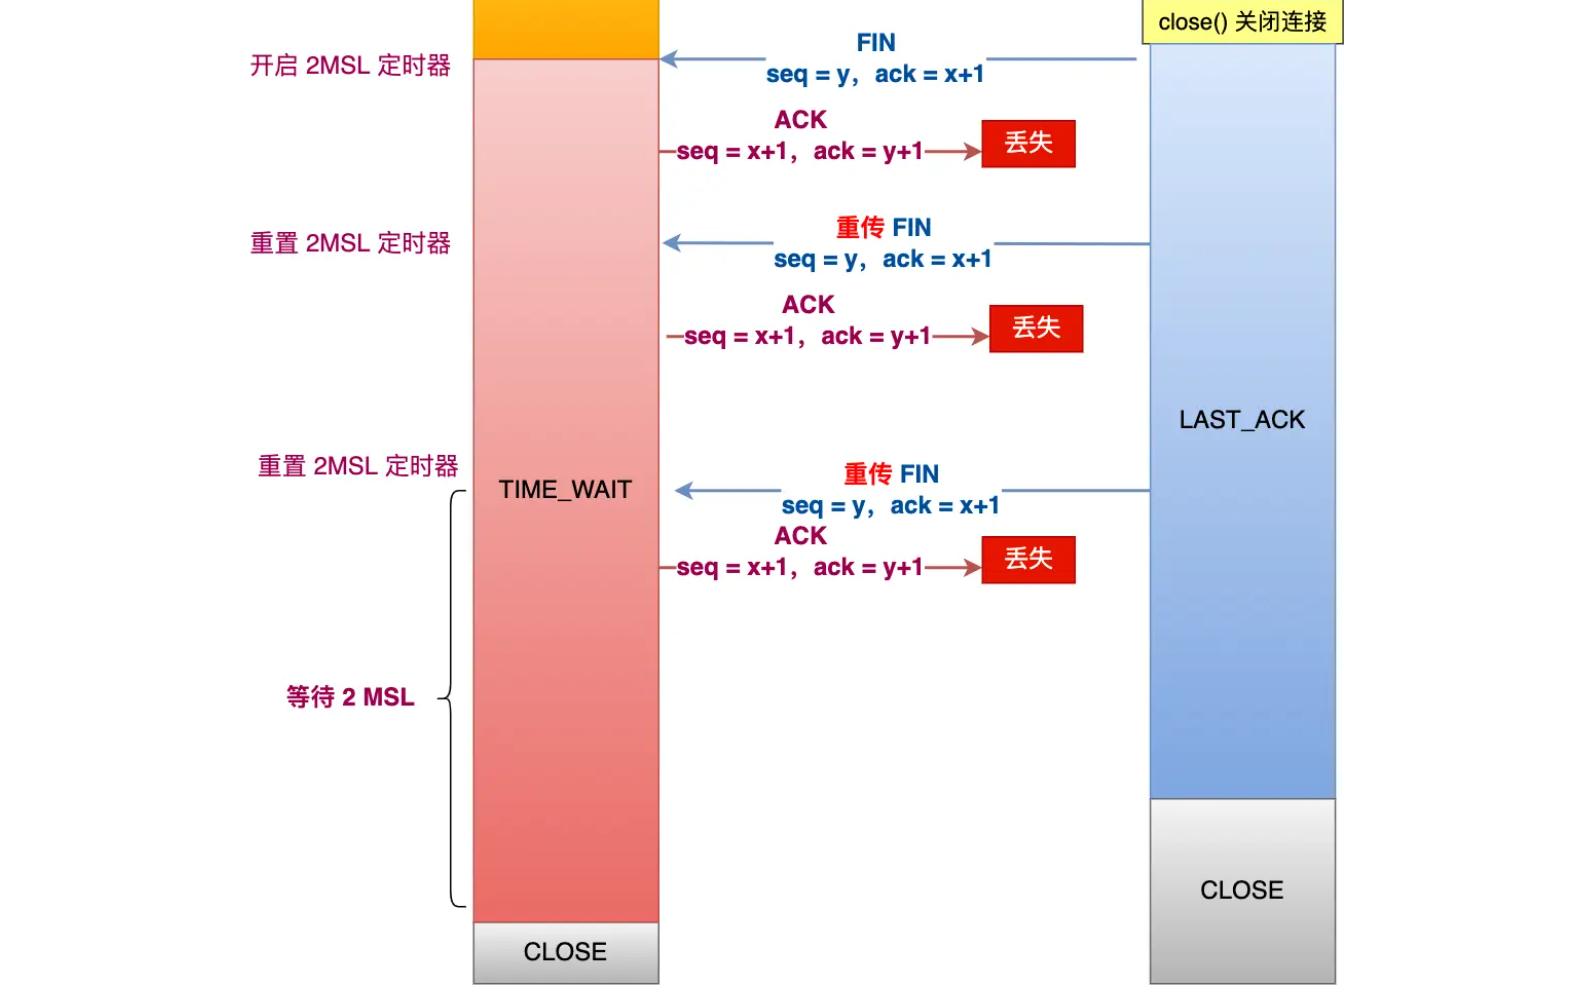 close() 关闭连接
FIN
开启 2MSL 定时器
seq = y，ack = x+1
ACK
seq = x+1，ack = y+1
丢失
重传 FIN
重置 2MSL 定时器
seq = y，ack = x+1
ACK
seq = x+1，ack = y+1
丢失
LAST_ACK
重置 2MSL 定时器
重传 FIN
TIME_WAIT
seq = y，ack = x+1
ACK
seq = x+1，ack = y+1
丢失
等待 2 MSL
CLOSE
CLOSE